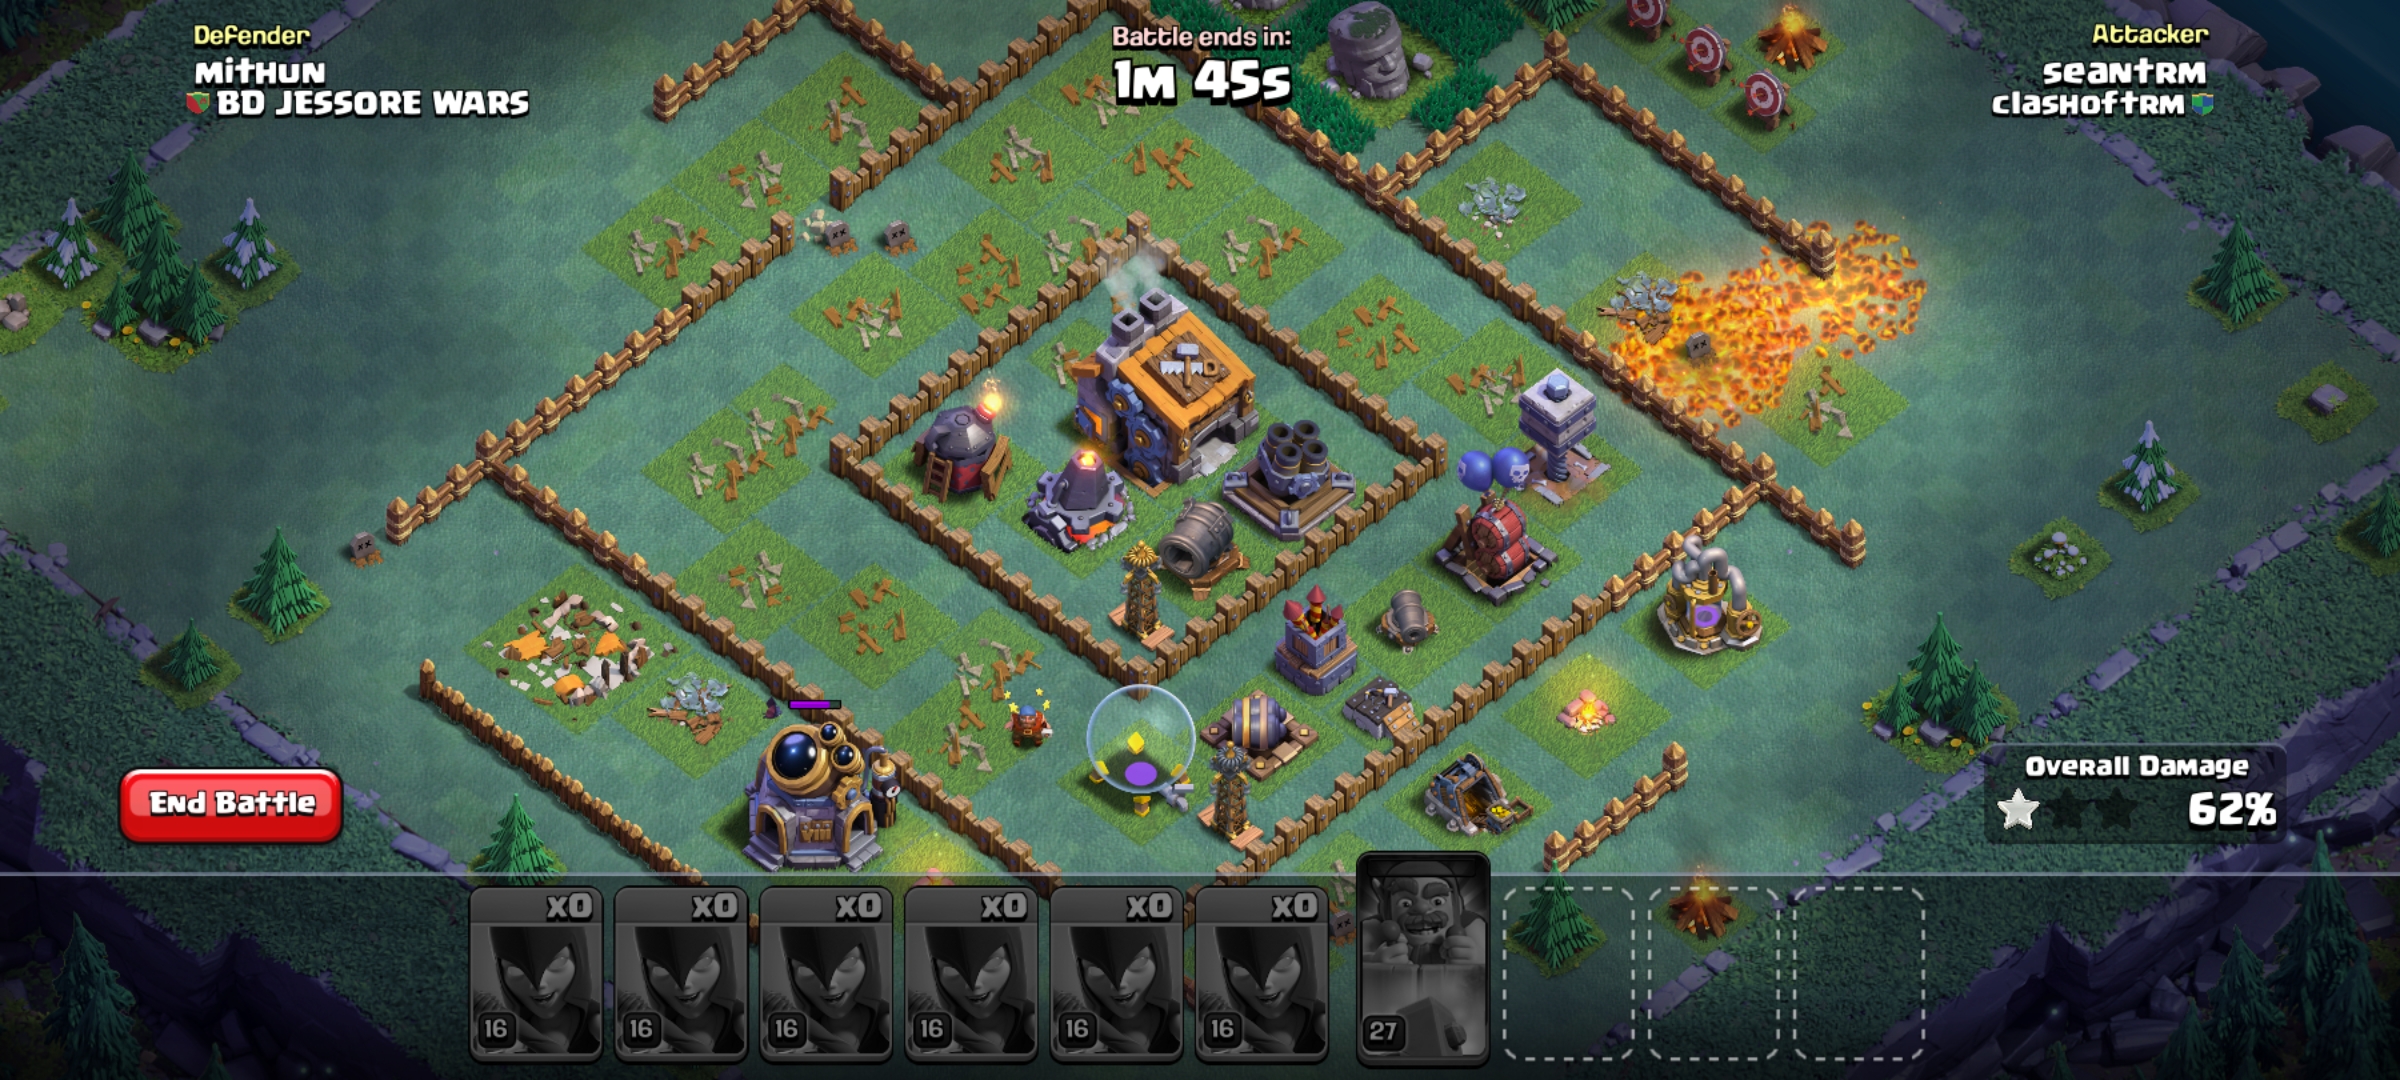 Defender
MiTHUN
BD JESSORE WARS
Battle ends in:
1M 45s
Attacker
seantRM
clashoftRM
End Battle
Overall Damage
62%
x0
x0
x0
x0
x0
x0
16
16
16
16
16
16
27